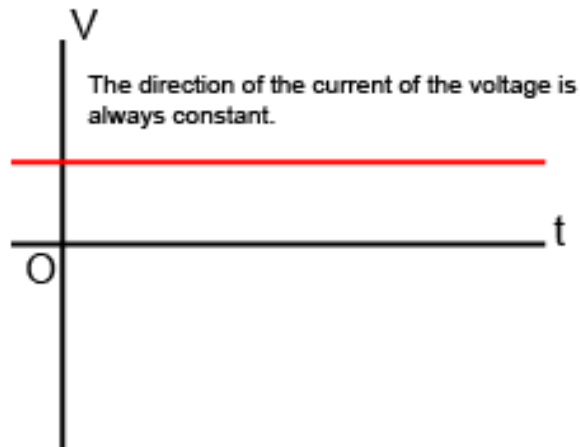 V
The direction of the current of the voltage is
always constant.
t
O